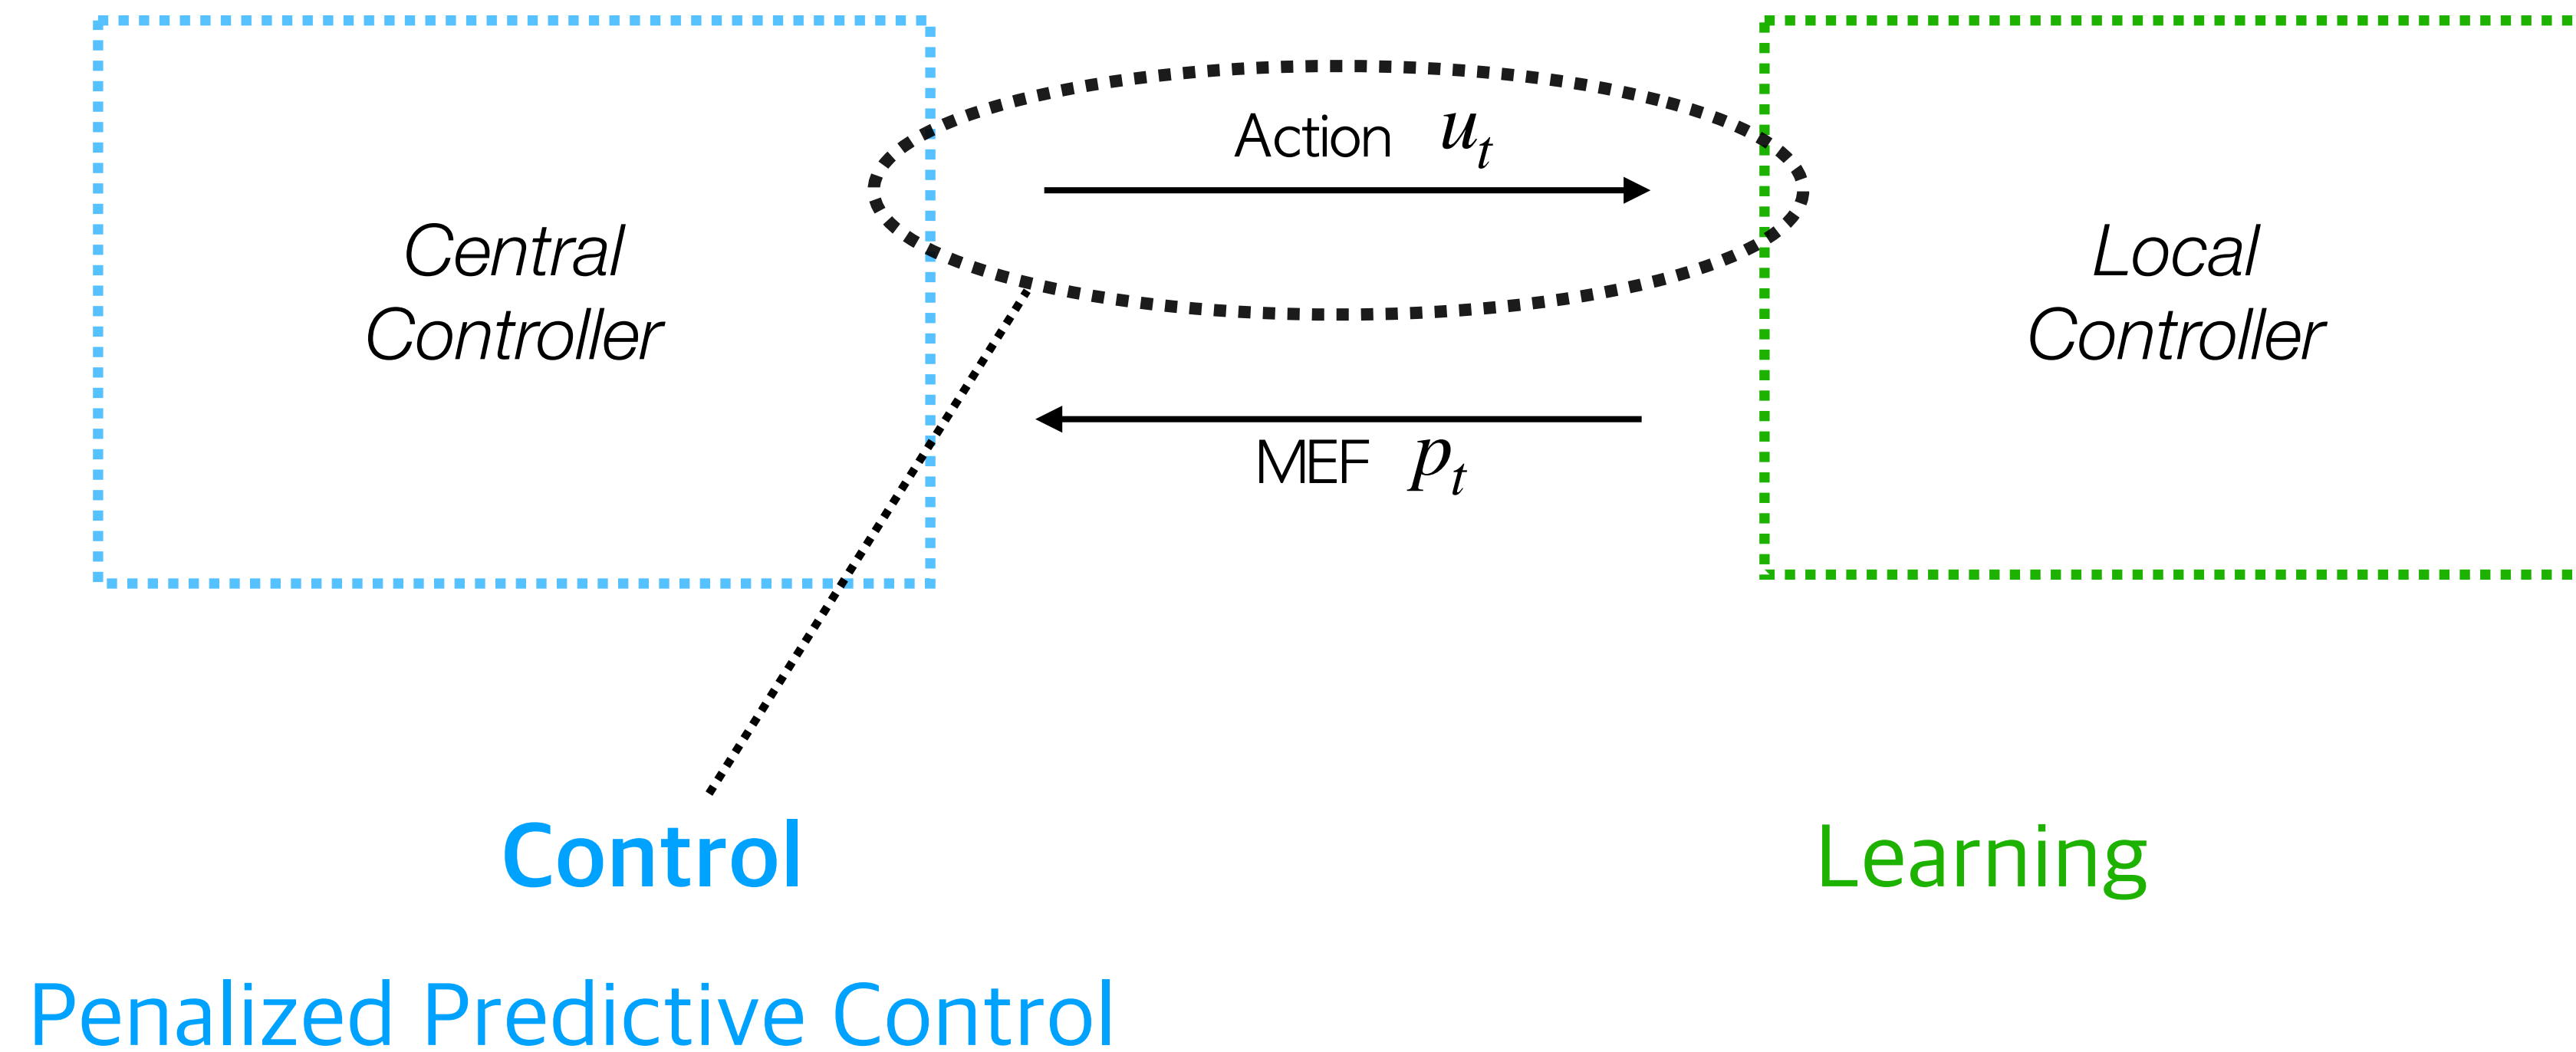 Action u_t
Central
Controller
Local
Controller
MEF p_t
Control
Learning
Penalized Predictive Control